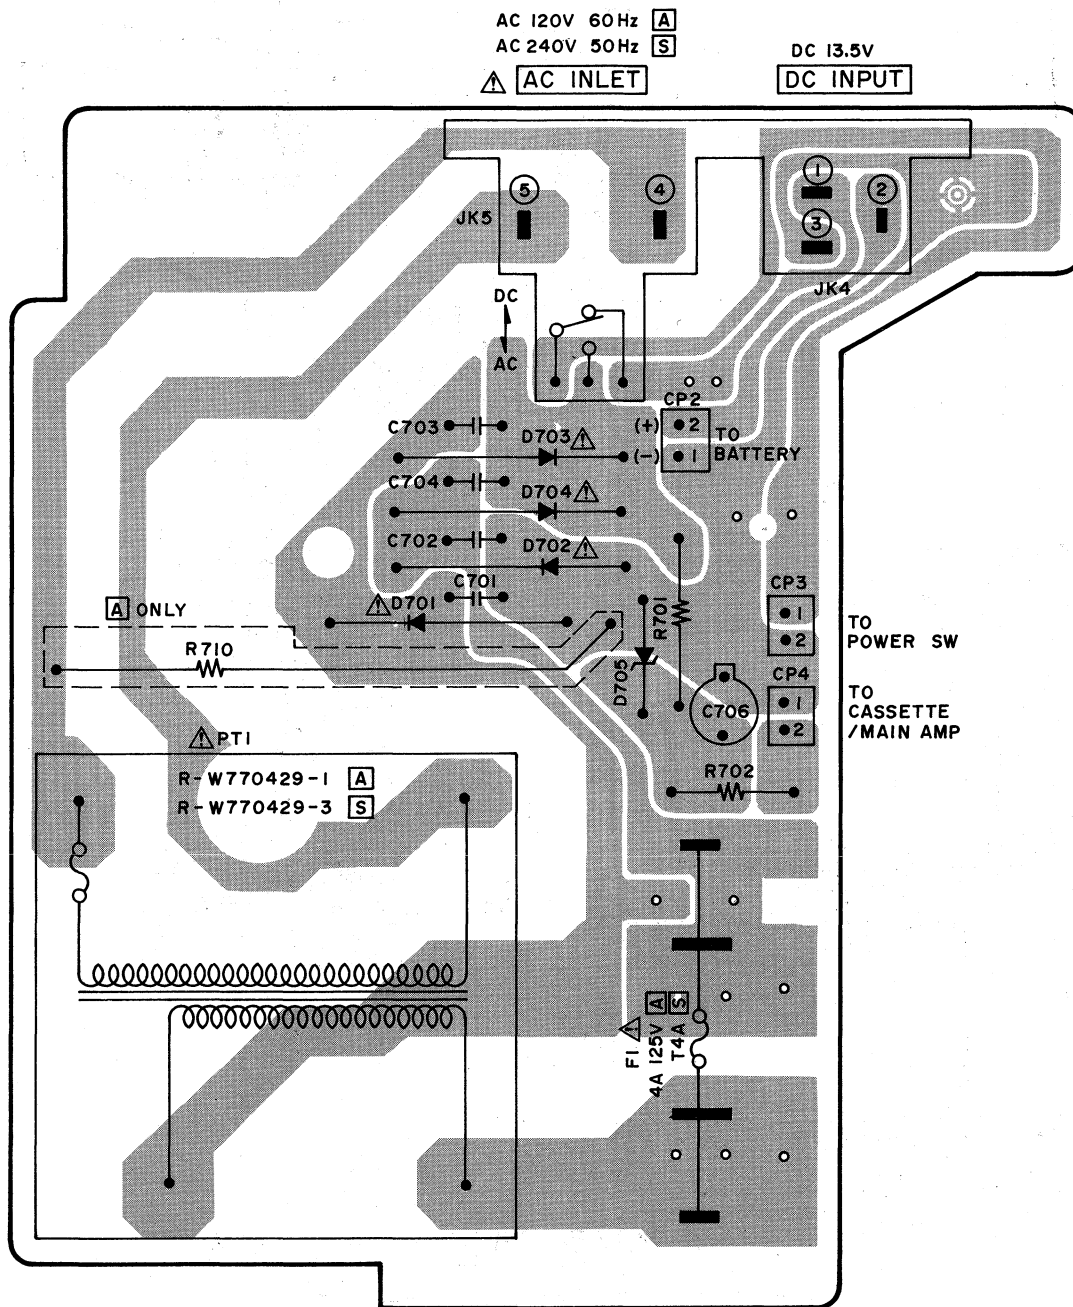 AC 120V 60Hz A
AC 240V 50Hz S
⚠ AC INLET
DC 13.5V
DC INPUT
1
5
4
2
JK5
3
JK4
DC
AC
CP2
C703
(+) 2
D703 ⚠
TO
BATTERY
(−) 1
C704
D704 ⚠
C702
D702 ⚠
C701
CP3
A ONLY
⚠ D701
R701
1
TO
POWER SW
2
R710
D705
CP4
TO
CASSETTE
/MAIN AMP
1
C706
2
⚠ PT1
R-W770429-1 A
R-W770429-3 S
R702
F1 ⚠
4A 125V A
T4A S